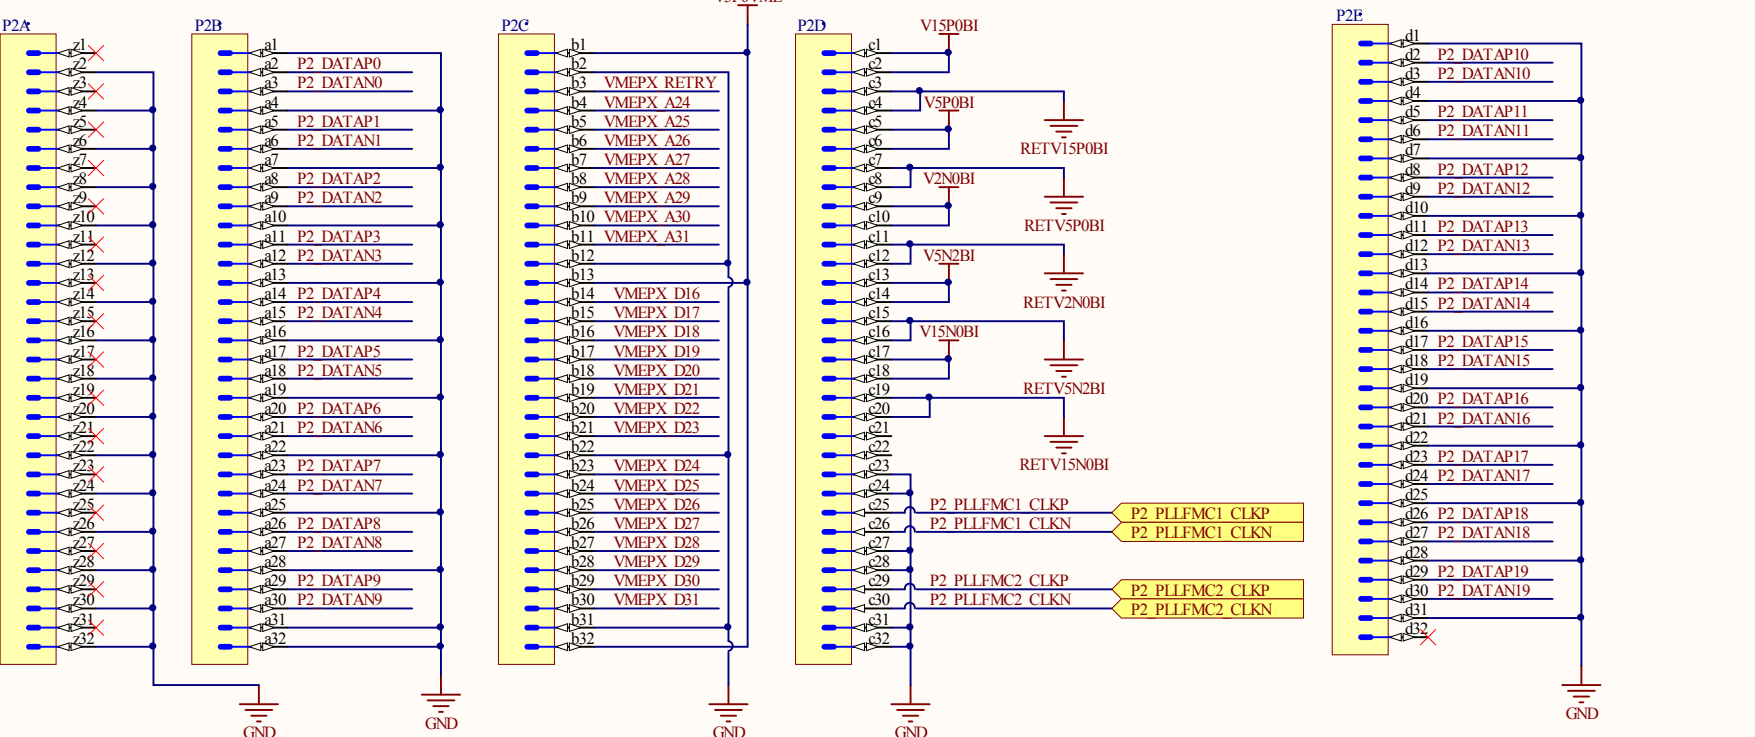 P2A
z1
z2
z3
z4
z5
z6
z7
z8
z9
z10
z11
z12
z13
z14
z15
z16
z17
z18
z19
z20
z21
z22
z23
z24
z25
z26
z27
z28
z29
z30
z31
z32
GND
P2B
a1
a2 P2_DATAP0
a3 P2_DATAN0
a4
a5 P2_DATAP1
a6 P2_DATAN1
a7
a8 P2_DATAP2
a9 P2_DATAN2
a10
a11 P2_DATAP3
a12 P2_DATAN3
a13
a14 P2_DATAP4
a15 P2_DATAN4
a16
a17 P2_DATAP5
a18 P2_DATAN5
a19
a20 P2_DATAP6
a21 P2_DATAN6
a22
a23 P2_DATAP7
a24 P2_DATAN7
a25
a26 P2_DATAP8
a27 P2_DATAN8
a28
a29 P2_DATAP9
a30 P2_DATAN9
a31
a32
GND
V5P0VME
P2C
b1
b2
b3 VMEPX_RETRY
b4 VMEPX_A24
b5 VMEPX_A25
b6 VMEPX_A26
b7 VMEPX_A27
b8 VMEPX_A28
b9 VMEPX_A29
b10 VMEPX_A30
b11 VMEPX_A31
b12
b13
b14 VMEPX_D16
b15 VMEPX_D17
b16 VMEPX_D18
b17 VMEPX_D19
b18 VMEPX_D20
b19 VMEPX_D21
b20 VMEPX_D22
b21 VMEPX_D23
b22
b23 VMEPX_D24
b24 VMEPX_D25
b25 VMEPX_D26
b26 VMEPX_D27
b27 VMEPX_D28
b28 VMEPX_D29
b29 VMEPX_D30
b30 VMEPX_D31
b31
b32
GND
P2D
V15P0BI
c1
c2
c3
c4 V5P0BI
c5
c6 RETV15P0BI
c7
c8 V2N0BI
c9
c10 RETV5P0BI
c11
c12 V5N2BI
c13
c14 RETV2N0BI
c15
c16 V15N0BI
c17
c18
c19 RETV5N2BI
c20
c21
c22
c23 RETV15N0BI
c24
c25 P2_PLLFMC1_CLKP P2_PLLFMC1_CLKP
c26 P2_PLLFMC1_CLKN P2_PLLFMC1_CLKN
c27
c28
c29 P2_PLLFMC2_CLKP P2_PLLFMC2_CLKP
c30 P2_PLLFMC2_CLKN P2_PLLFMC2_CLKN
c31
c32
GND
P2E
d1
d2 P2_DATAP10
d3 P2_DATAN10
d4
d5 P2_DATAP11
d6 P2_DATAN11
d7
d8 P2_DATAP12
d9 P2_DATAN12
d10
d11 P2_DATAP13
d12 P2_DATAN13
d13
d14 P2_DATAP14
d15 P2_DATAN14
d16
d17 P2_DATAP15
d18 P2_DATAN15
d19
d20 P2_DATAP16
d21 P2_DATAN16
d22
d23 P2_DATAP17
d24 P2_DATAN17
d25
d26 P2_DATAP18
d27 P2_DATAN18
d28
d29 P2_DATAP19
d30 P2_DATAN19
d31
d32
GND